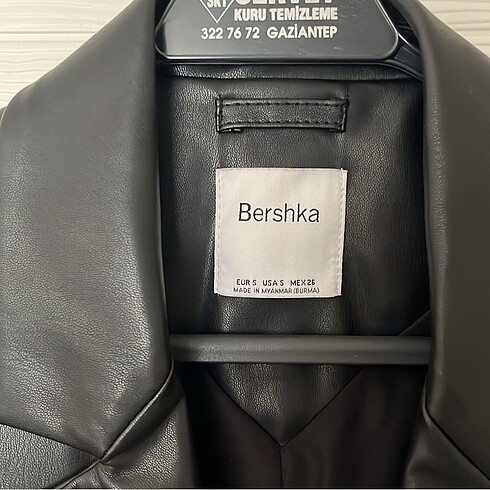 SKY
KURU TEMİZLEME
322 76 72 GAZİANTEP
Bershka
EUR S USA S MEX 26
MADE IN MYANMAR (BURMA)